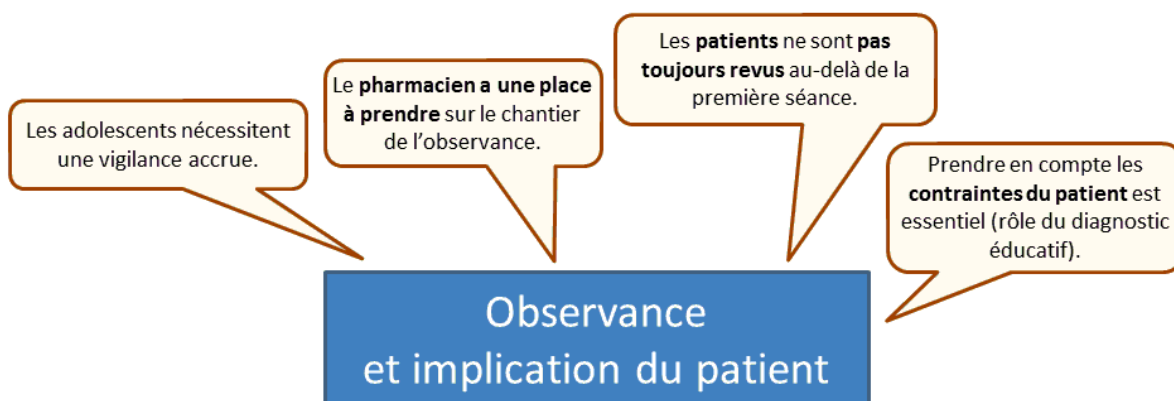 Les adolescents nécessitent
une vigilance accrue.
Le pharmacien a une place
à prendre sur le chantier
de l’observance.
Les patients ne sont pas
toujours revus au-delà de la
première séance.
Prendre en compte les
contraintes du patient est
essentiel (rôle du diagnostic
éducatif).
Observance
et implication du patient